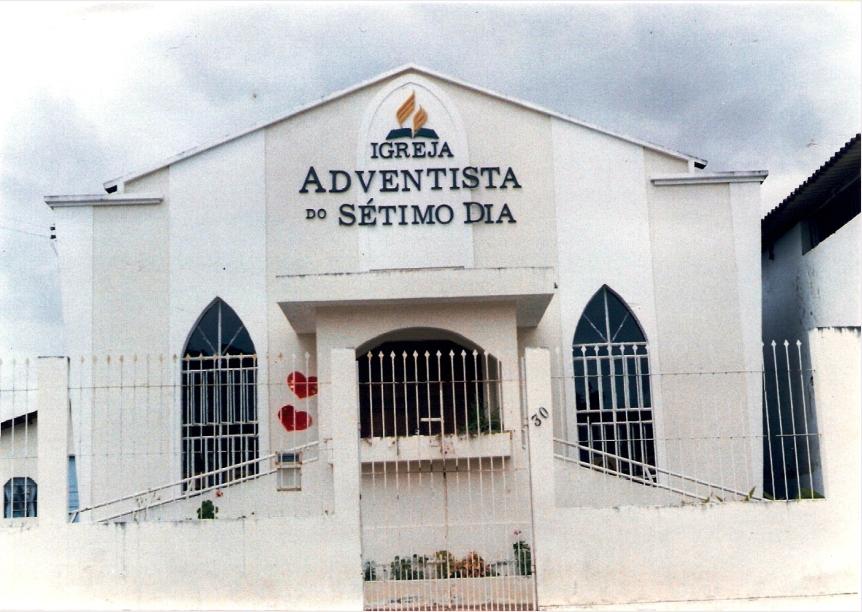 IGREJA
ADVENTISTA
DO SÉTIMO DIA
30